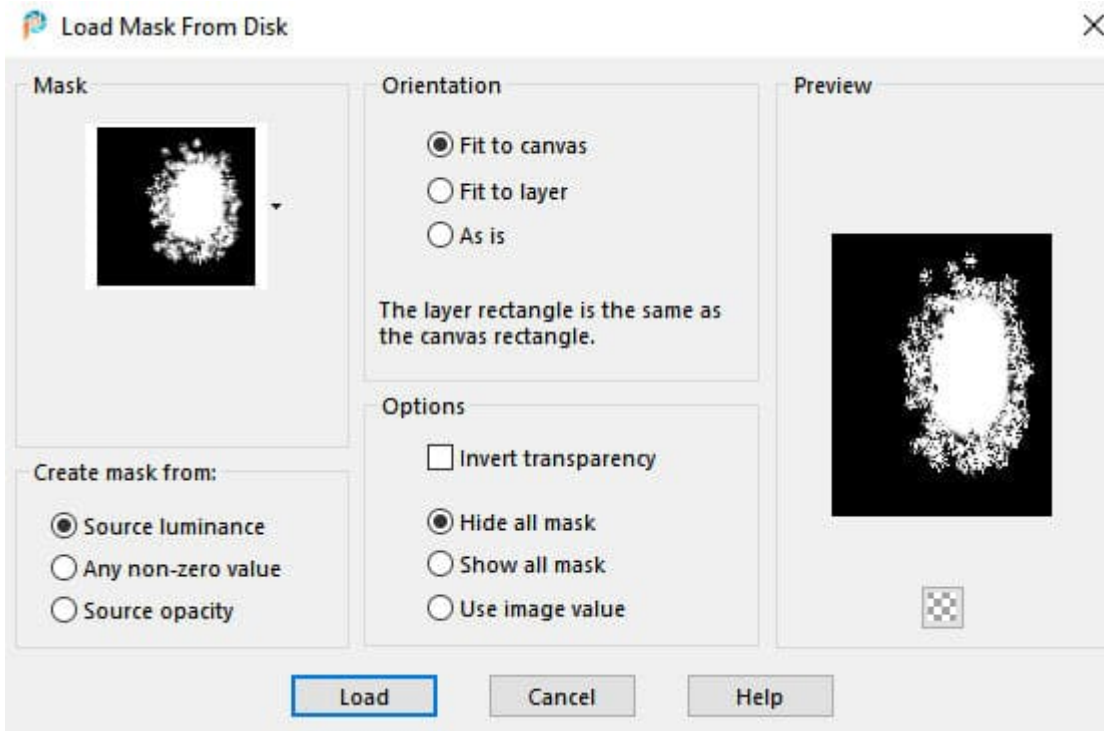 Load Mask From Disk
Mask
Orientation
Fit to canvas
Fit to layer
As is
The layer rectangle is the same as
the canvas rectangle.
Preview
Create mask from:
Source luminance
Any non-zero value
Source opacity
Options
Invert transparency
Hide all mask
Show all mask
Use image value
Load
Cancel
Help